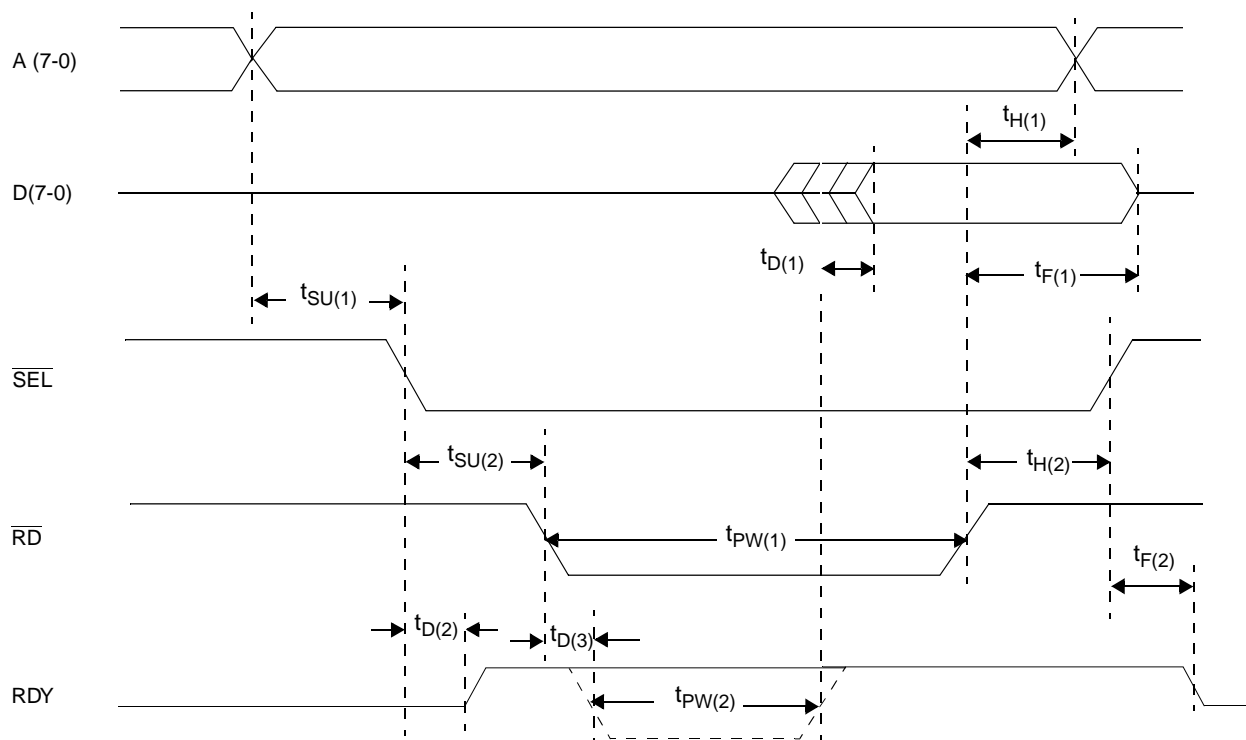 A (7-0)
tH(1)
D(7-0)
tD(1)
tF(1)
tSU(1)
SEL
tSU(2)
tH(2)
RD
tPW(1)
tF(2)
tD(2)
tD(3)
RDY
tPW(2)